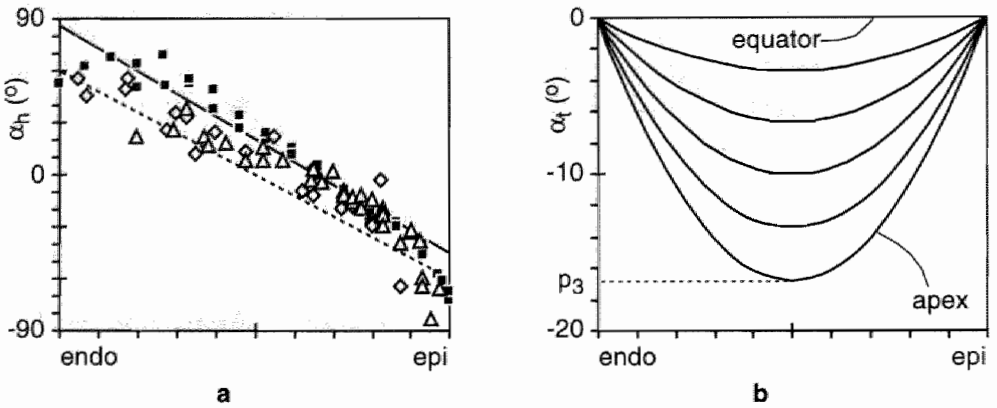 90
0
-90
αh (°)
endo
epi
a
0
-10
-20
αt (°)
p3
equator
apex
endo
epi
b